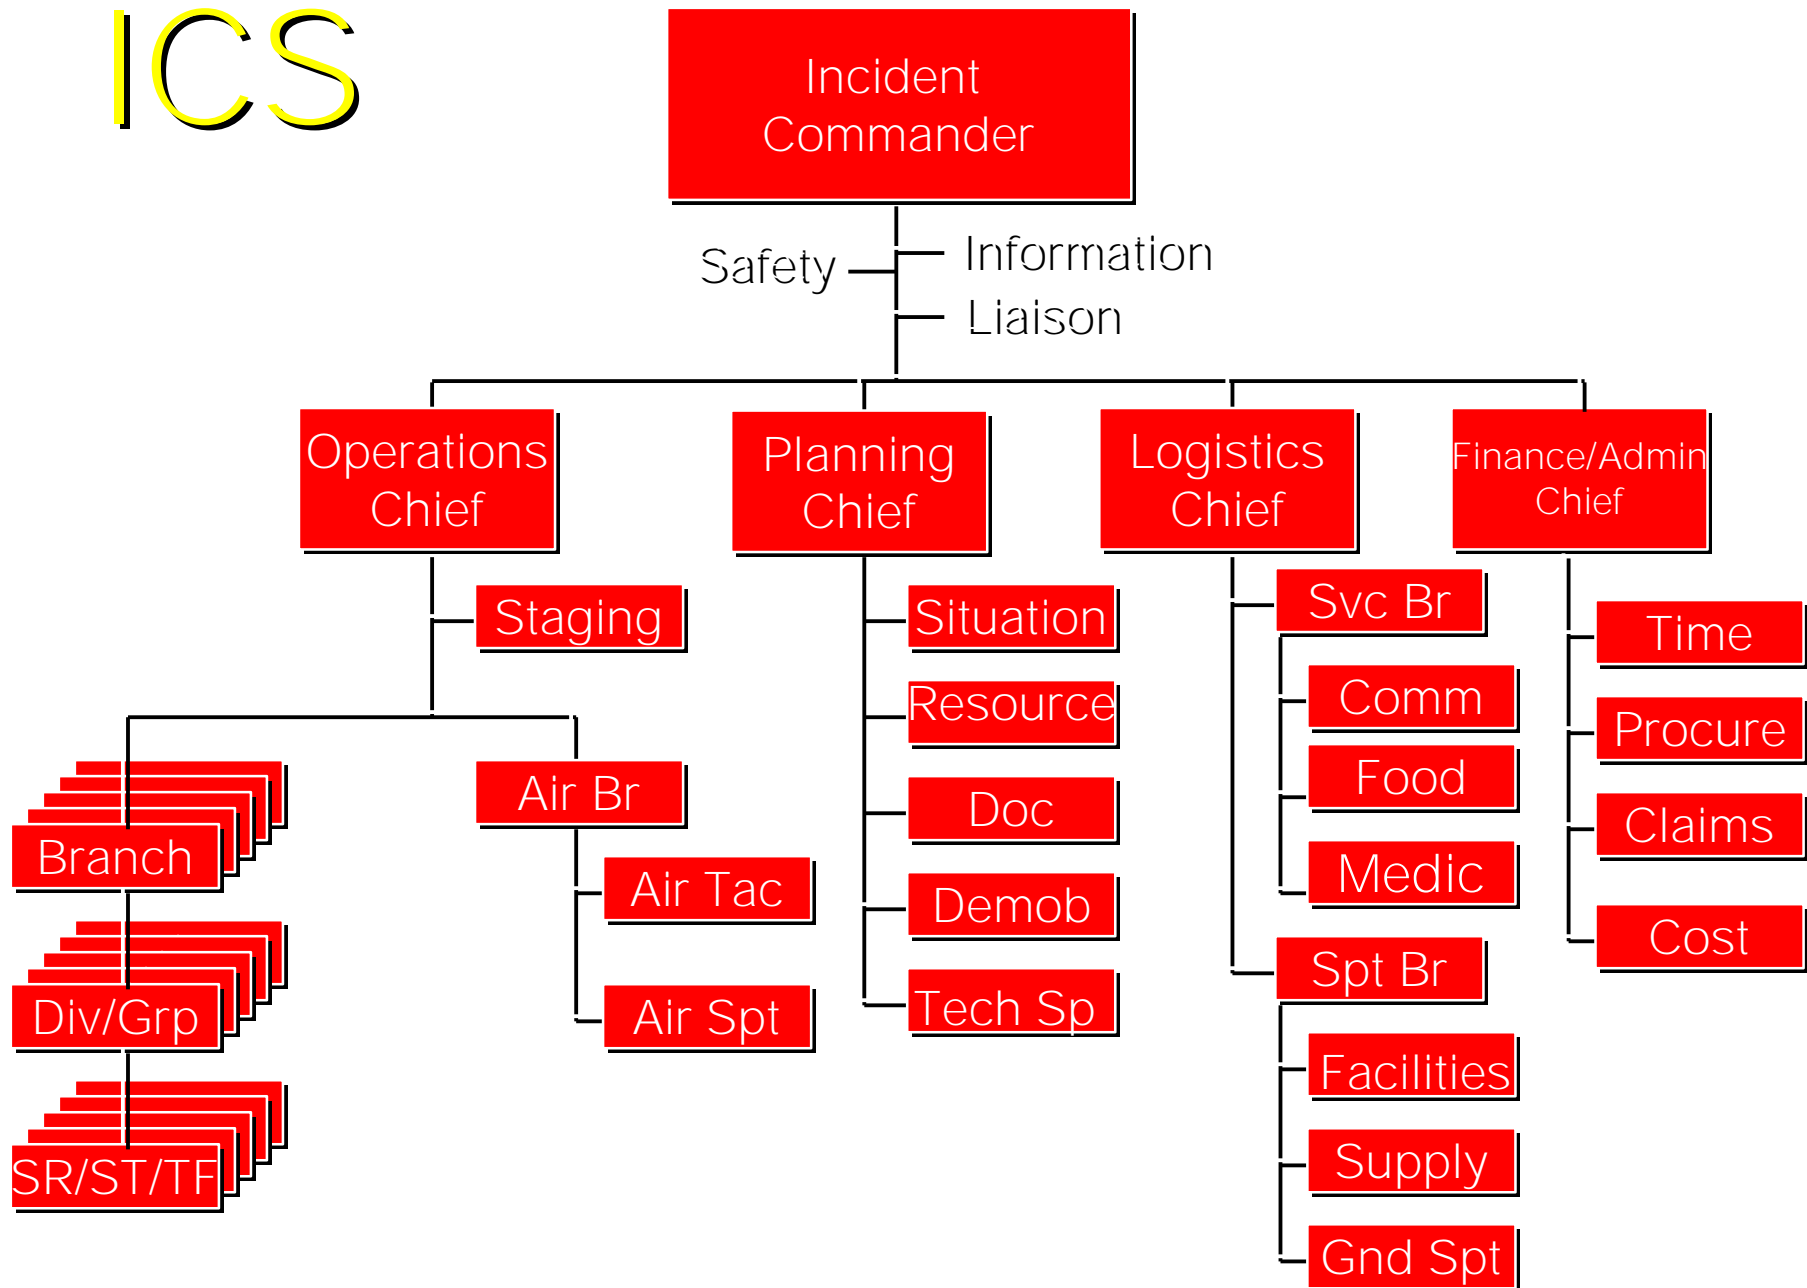 ICS
Incident
Commander
Safety
Information
Liaison
Operations
Chief
Planning
Chief
Logistics
Chief
Finance/Admin
Chief
Staging
Branch
Div/Grp
SR/ST/TF
Air Br
Air Tac
Air Spt
Situation
Resource
Doc
Demob
Tech Sp
Svc Br
Comm
Food
Medic
Spt Br
Facilities
Supply
Gnd Spt
Time
Procure
Claims
Cost